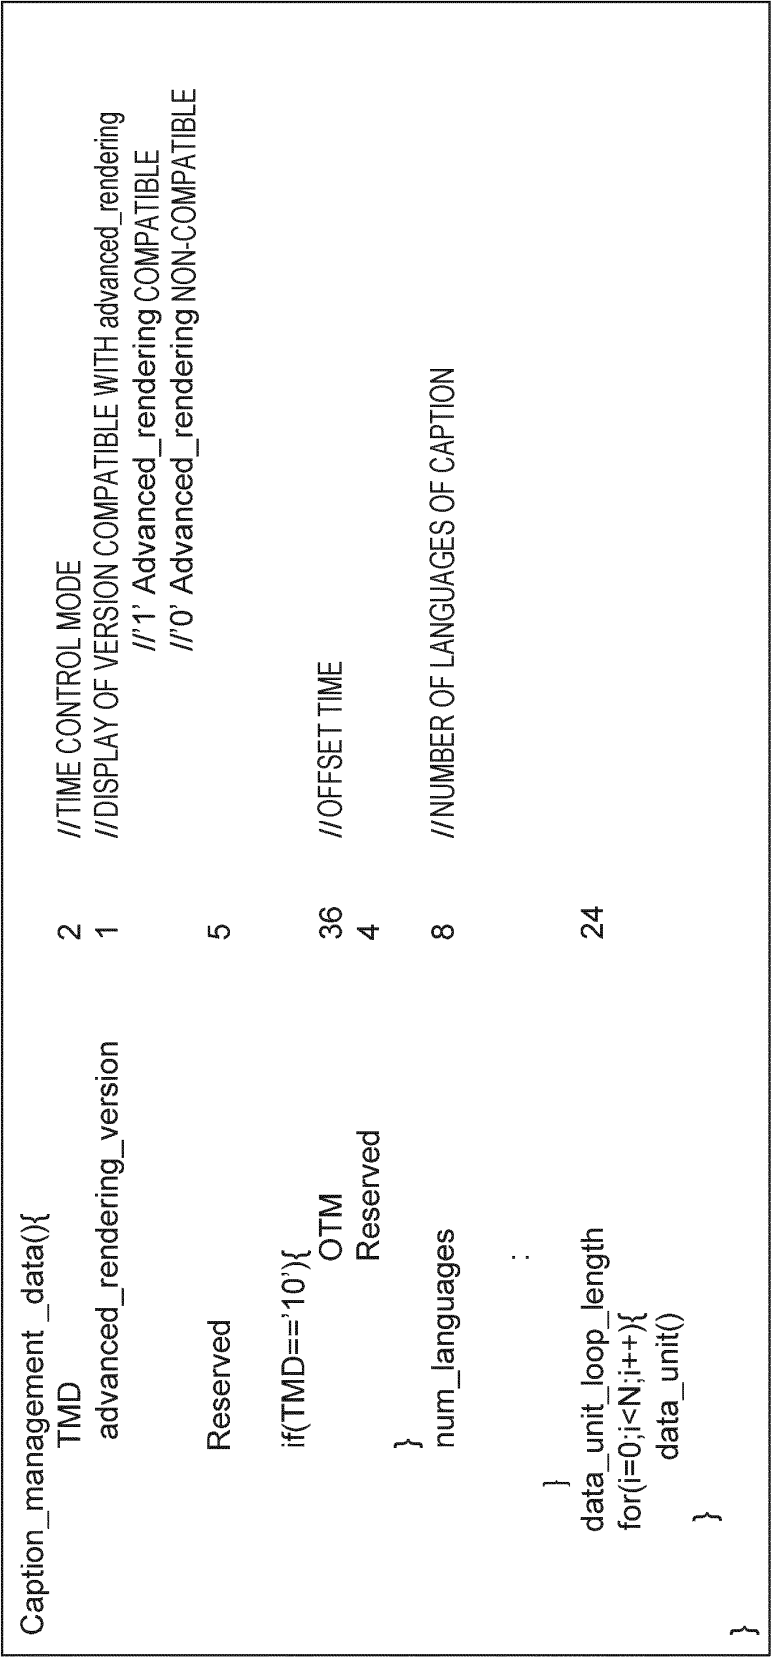 Caption_management _data(){
TMD 2 //TIME CONTROL MODE
advanced_rendering_version 1 //DISPLAY OF VERSION COMPATIBLE WITH advanced_rendering
//'1' Advanced_rendering COMPATIBLE
//'0' Advanced_rendering NON-COMPATIBLE
Reserved 5
if(TMD=='10'){
OTM 36 //OFFSET TIME
Reserved 4
}
num_languages 8 //NUMBER OF LANGUAGES OF CAPTION
:
}
data_unit_loop_length 24
for(i=0;i<N;i++){
data_unit()
}
}